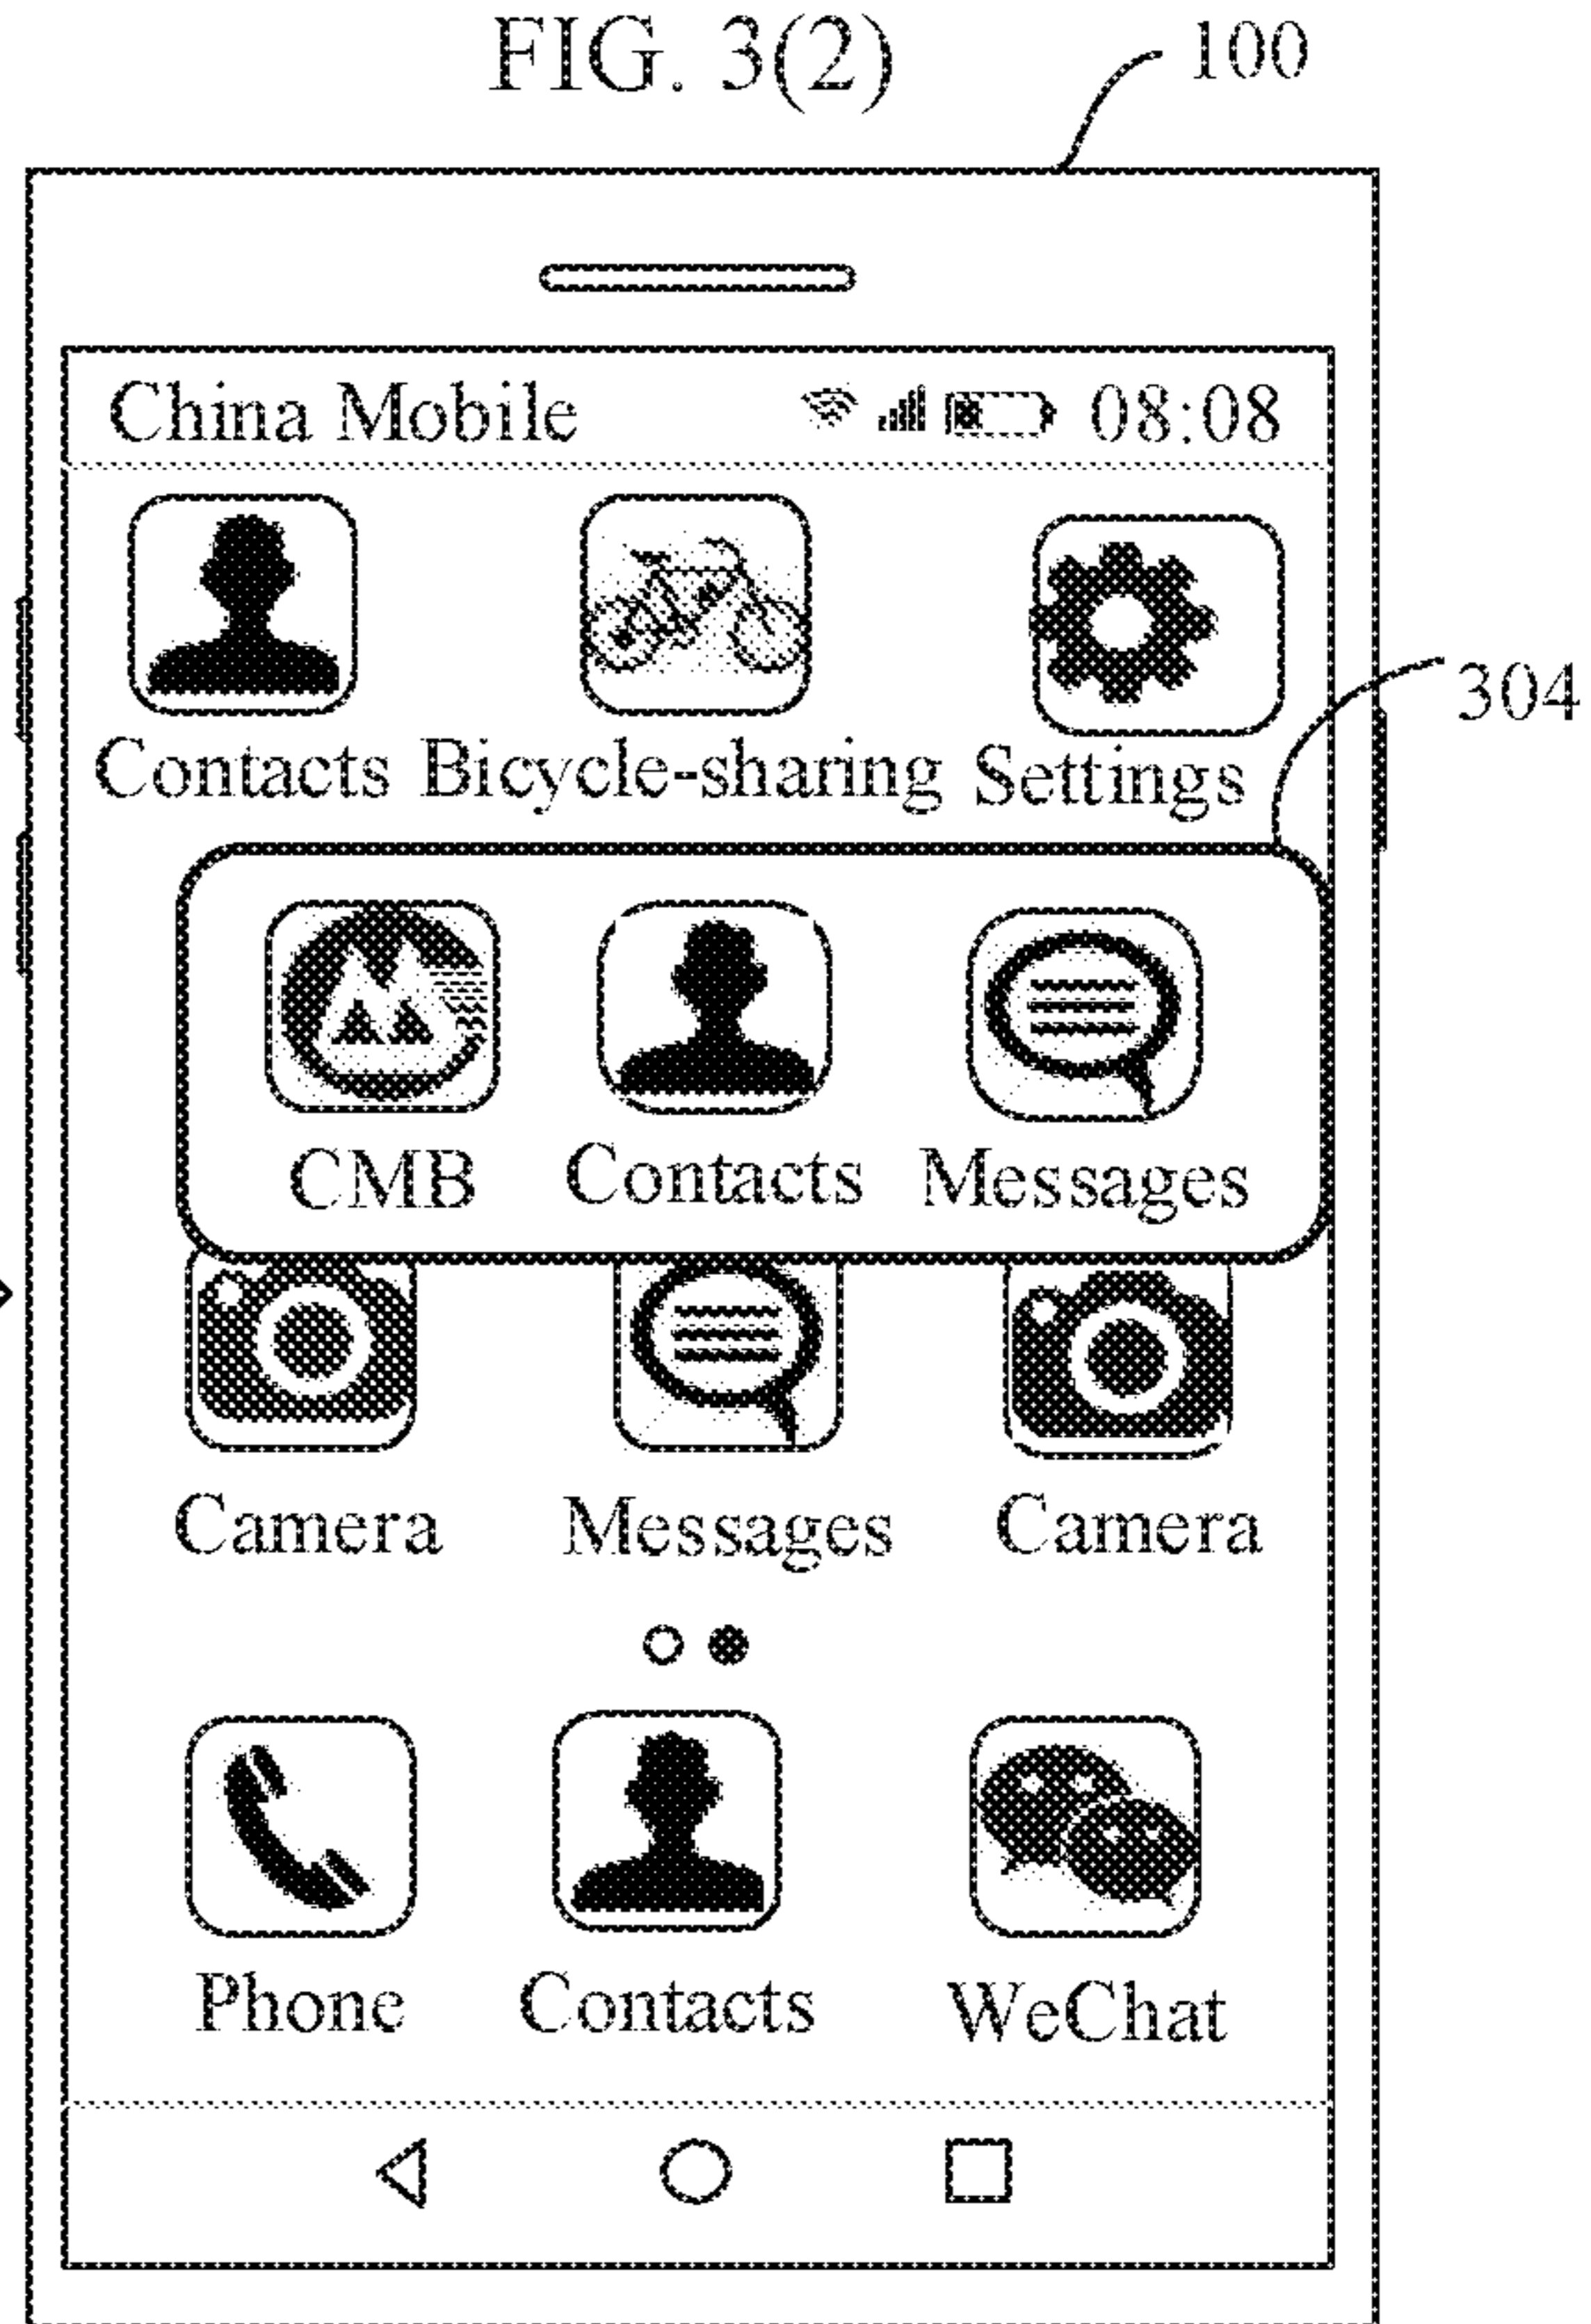 FIG. 3(2)
100
China Mobile 08:08
Contacts Bicycle-sharing Settings
304
CMB Contacts Messages
Camera Messages Camera
Phone Contacts WeChat